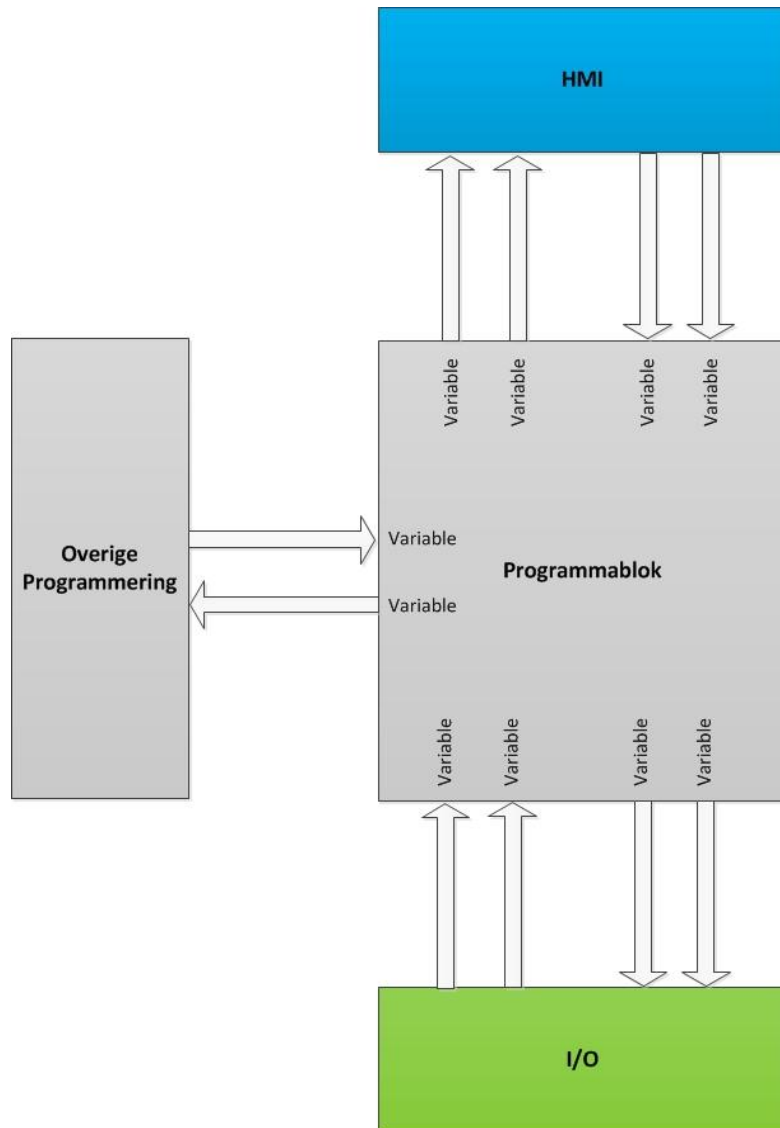 HMI
Variable
Variable
Variable
Variable
Overige
Programmering
Variable
Programmablok
Variable
Variable
Variable
Variable
Variable
I/O